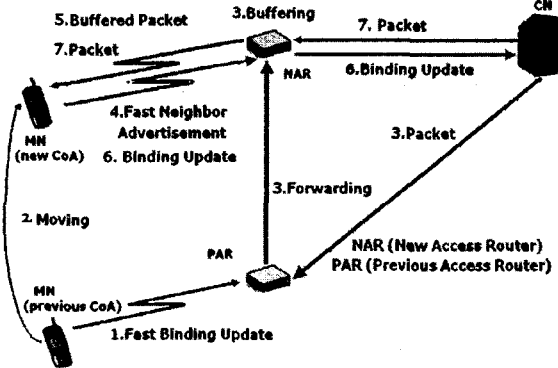 CN
5.Buffered Packet
3.Buffering
7.Packet
7. Packet
NAR
6.Binding Update
4.Fast Neighbor
Advertisement
6. Binding Update
MN
(new CoA)
3.Packet
2. Moving
3.Forwarding
PAR
NAR (New Access Router)
PAR (Previous Access Router)
MN
(previous CoA)
1.Fast Binding Update